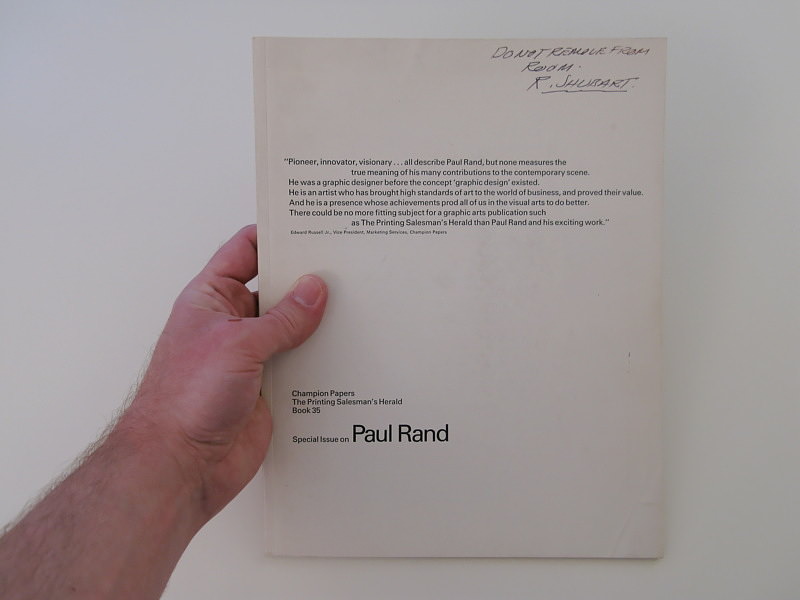 DO NOT REMOVE FROM
ROOM.
R. SHUBART.
"Pioneer, innovator, visionary . . . all describe Paul Rand, but none measures the
true meaning of his many contributions to the contemporary scene.
He was a graphic designer before the concept 'graphic design' existed.
He is an artist who has brought high standards of art to the world of business, and proved their value.
And he is a presence whose achievements prod all of us in the visual arts to do better.
There could be no more fitting subject for a graphic arts publication such
as The Printing Salesman's Herald than Paul Rand and his exciting work."
Edward Russell Jr., Vice President, Marketing Services, Champion Papers
Champion Papers
The Printing Salesman's Herald
Book 35
Special Issue on Paul Rand